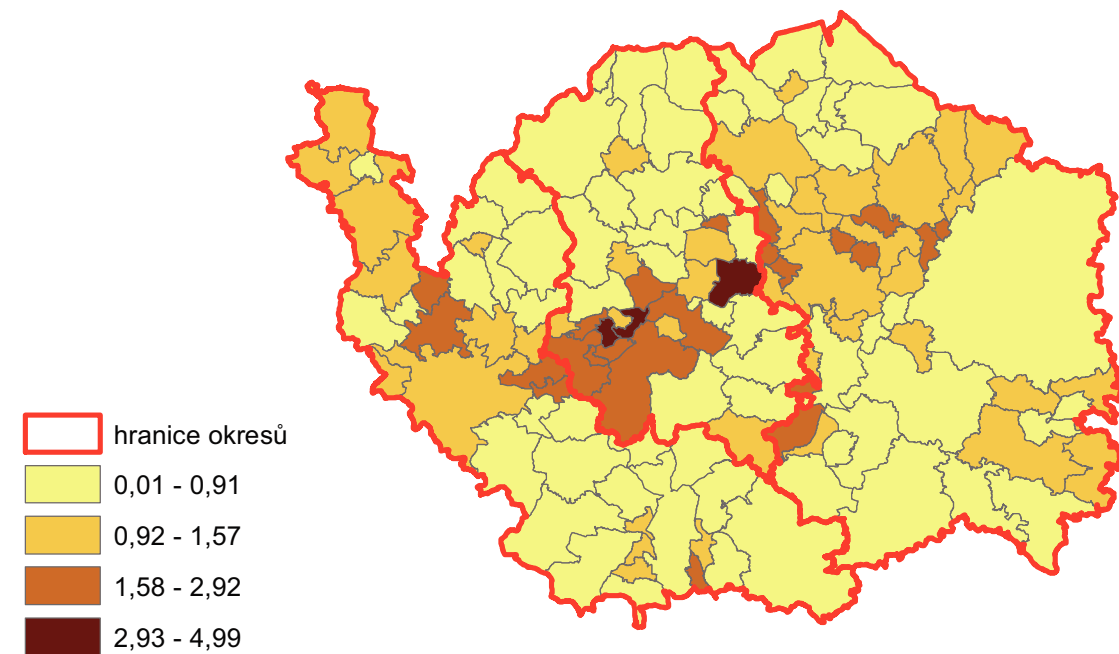 hranice okresů
0,01 - 0,91
0,92 - 1,57
1,58 - 2,92
2,93 - 4,99